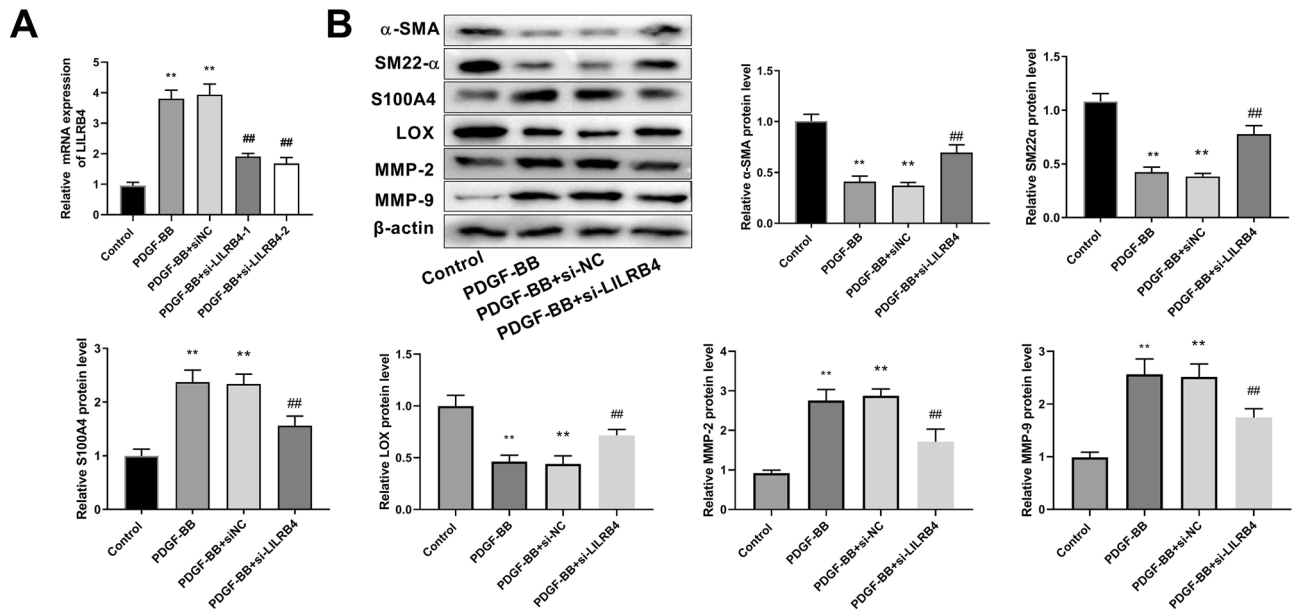 A
Relative mRNA expression
of LILRB4
5
4
3
2
1
0
**
**
##
##
Control
PDGF-BB
PDGF-BB+siNC
PDGF-BB+si-LILRB4-1
PDGF-BB+si-LILRB4-2
B
α-SMA
SM22-α
S100A4
LOX
MMP-2
MMP-9
β-actin
Control
PDGF-BB
PDGF-BB+si-NC
PDGF-BB+si-LILRB4
Relative α-SMA protein level
1.5
1.0
0.5
0.0
**
**
##
Control
PDGF-BB
PDGF-BB+siNC
PDGF-BB+si-LILRB4
Relative SM22α protein level
1.5
1.0
0.5
0.0
**
**
##
Control
PDGF-BB
PDGF-BB+siNC
PDGF-BB+si-LILRB4
Relative S100A4 protein level
3
2
1
0
**
**
##
Control
PDGF-BB
PDGF-BB+siNC
PDGF-BB+si-LILRB4
Relative LOX protein level
1.5
1.0
0.5
0.0
**
**
##
Control
PDGF-BB
PDGF-BB+si-NC
PDGF-BB+si-LILRB4
Relative MMP-2 protein level
4
3
2
1
0
**
**
##
Control
PDGF-BB
PDGF-BB+si-NC
PDGF-BB+si-LILRB4
Relative MMP-9 protein level
3
2
1
0
**
**
##
Control
PDGF-BB
PDGF-BB+si-NC
PDGF-BB+si-LILRB4